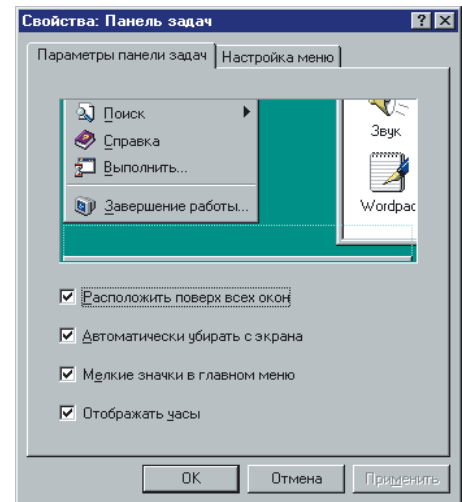 Свойства: Панель задач
Параметры панели задач
Настройка меню
Поиск
Справка
Выполнить...
Завершение работы...
Звук
Wordpad
Расположить поверх всех окон
Автоматически убирать с экрана
Мелкие значки в главном меню
Отображать часы
OK
Отмена
Применить